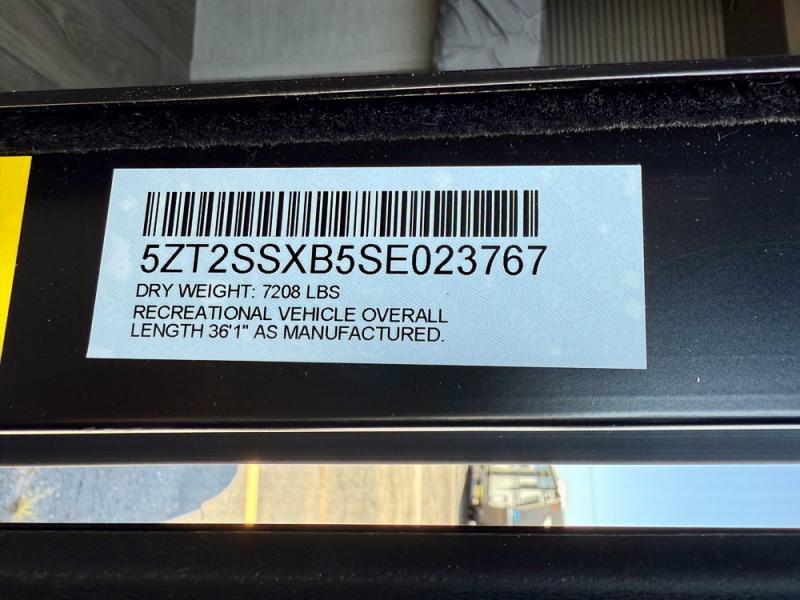 5ZT2SSXB5SE023767
DRY WEIGHT: 7208 LBS
RECREATIONAL VEHICLE OVERALL
LENGTH 36'1" AS MANUFACTURED.